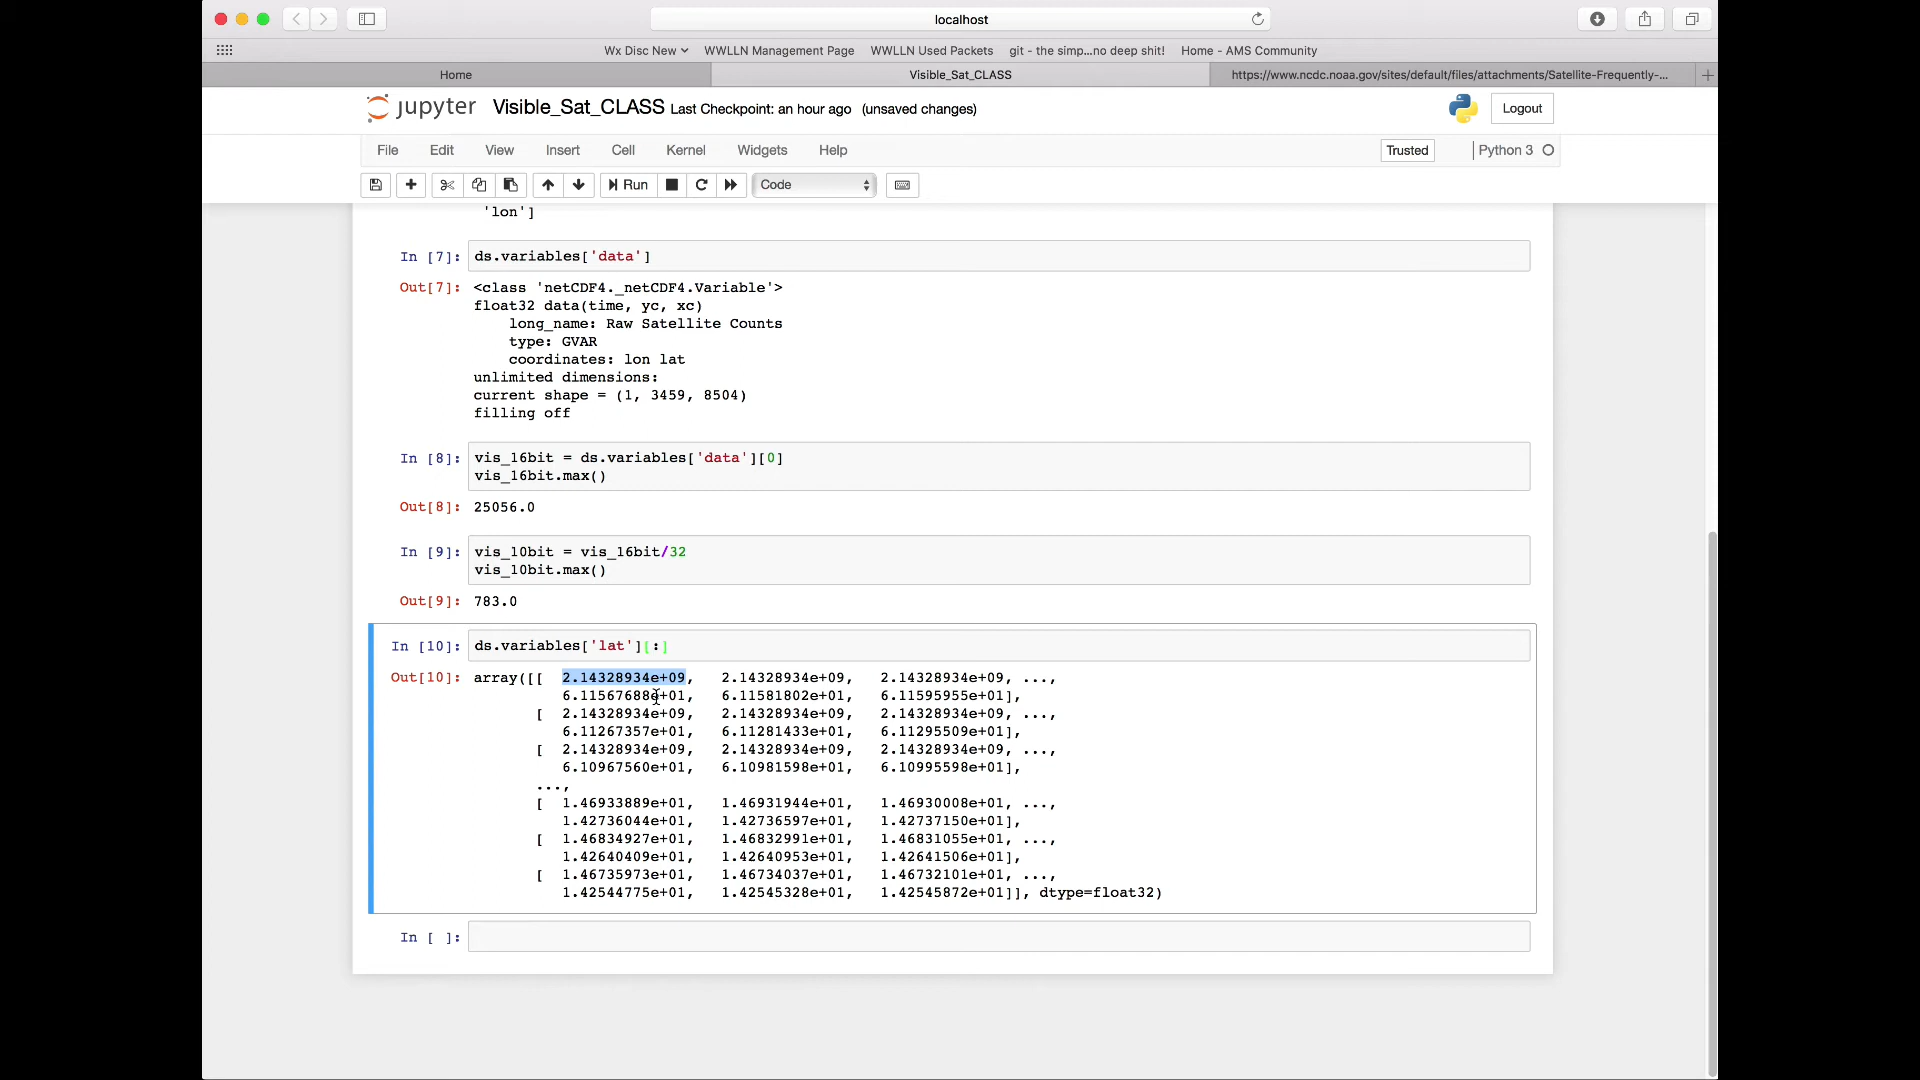 localhost
Wx Disc New WWLLN Management Page WWLLN Used Packets git - the simp...no deep shit! Home - AMS Community
Home Visible_Sat_CLASS https://www.ncdc.noaa.gov/sites/default/files/attachments/Satellite-Frequently-...
jupyter Visible_Sat_CLASS Last Checkpoint: an hour ago (unsaved changes) Logout
File Edit View Insert Cell Kernel Widgets Help Trusted Python 3
Run Code
'lon']
In [7]: ds.variables['data']
Out[7]: <class 'netCDF4._netCDF4.Variable'>
float32 data(time, yc, xc)
long_name: Raw Satellite Counts
type: GVAR
coordinates: lon lat
unlimited dimensions:
current shape = (1, 3459, 8504)
filling off
In [8]: vis_16bit = ds.variables['data'][0]
vis_16bit.max()
Out[8]: 25056.0
In [9]: vis_10bit = vis_16bit/32
vis_10bit.max()
Out[9]: 783.0
In [10]: ds.variables['lat'][:]
Out[10]: array([[ 2.14328934e+09, 2.14328934e+09, 2.14328934e+09, ...,
6.11567688e+01, 6.11581802e+01, 6.11595955e+01],
[ 2.14328934e+09, 2.14328934e+09, 2.14328934e+09, ...,
6.11267357e+01, 6.11281433e+01, 6.11295509e+01],
[ 2.14328934e+09, 2.14328934e+09, 2.14328934e+09, ...,
6.10967560e+01, 6.10981598e+01, 6.10995598e+01],
...,
[ 1.46933889e+01, 1.46931944e+01, 1.46930008e+01, ...,
1.42736044e+01, 1.42736597e+01, 1.42737150e+01],
[ 1.46834927e+01, 1.46832991e+01, 1.46831055e+01, ...,
1.42640409e+01, 1.42640953e+01, 1.42641506e+01],
[ 1.46735973e+01, 1.46734037e+01, 1.46732101e+01, ...,
1.42544775e+01, 1.42545328e+01, 1.42545872e+01]], dtype=float32)
In [ ]: